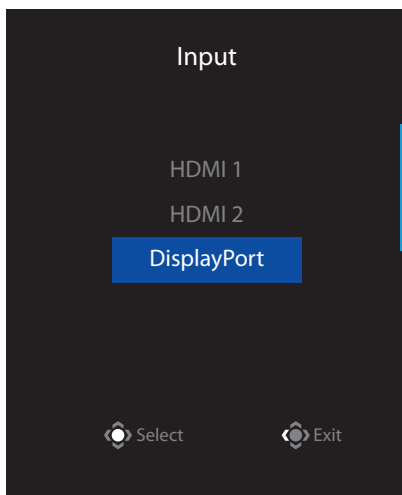 Input
HDMI 1
HDMI 2
DisplayPort
Select Exit